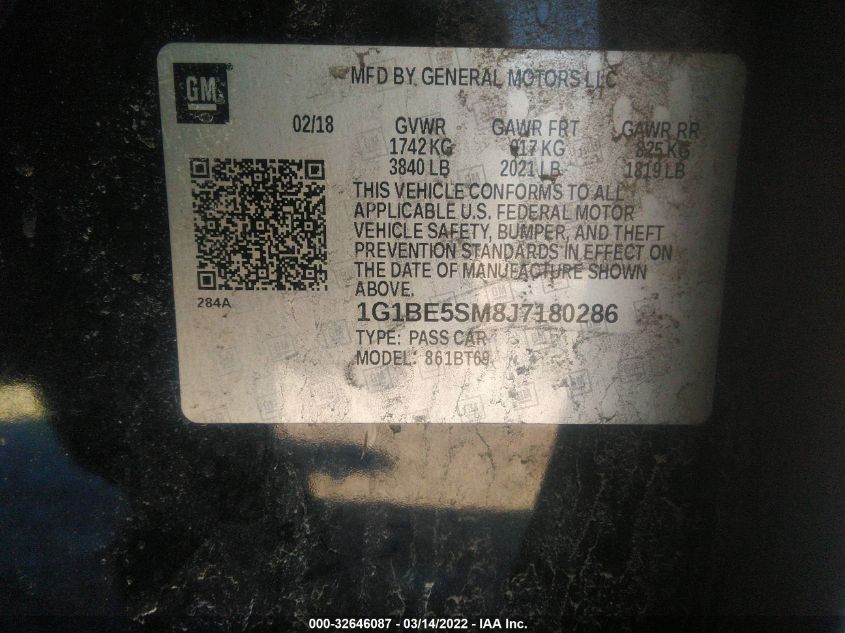 GM
®
MFD BY GENERAL MOTORS LLC
02/18 GVWR GAWR FRT GAWR RR
1742 KG 917 KG 825 KG
3840 LB 2021 LB 1819 LB
THIS VEHICLE CONFORMS TO ALL
APPLICABLE U.S. FEDERAL MOTOR
VEHICLE SAFETY, BUMPER, AND THEFT
PREVENTION STANDARDS IN EFFECT ON
THE DATE OF MANUFACTURE SHOWN
ABOVE.
284A
1G1BE5SM8J7180286
TYPE: PASS CAR
MODEL: 861BT69
000-32646087 - 03/14/2022 - IAA Inc.